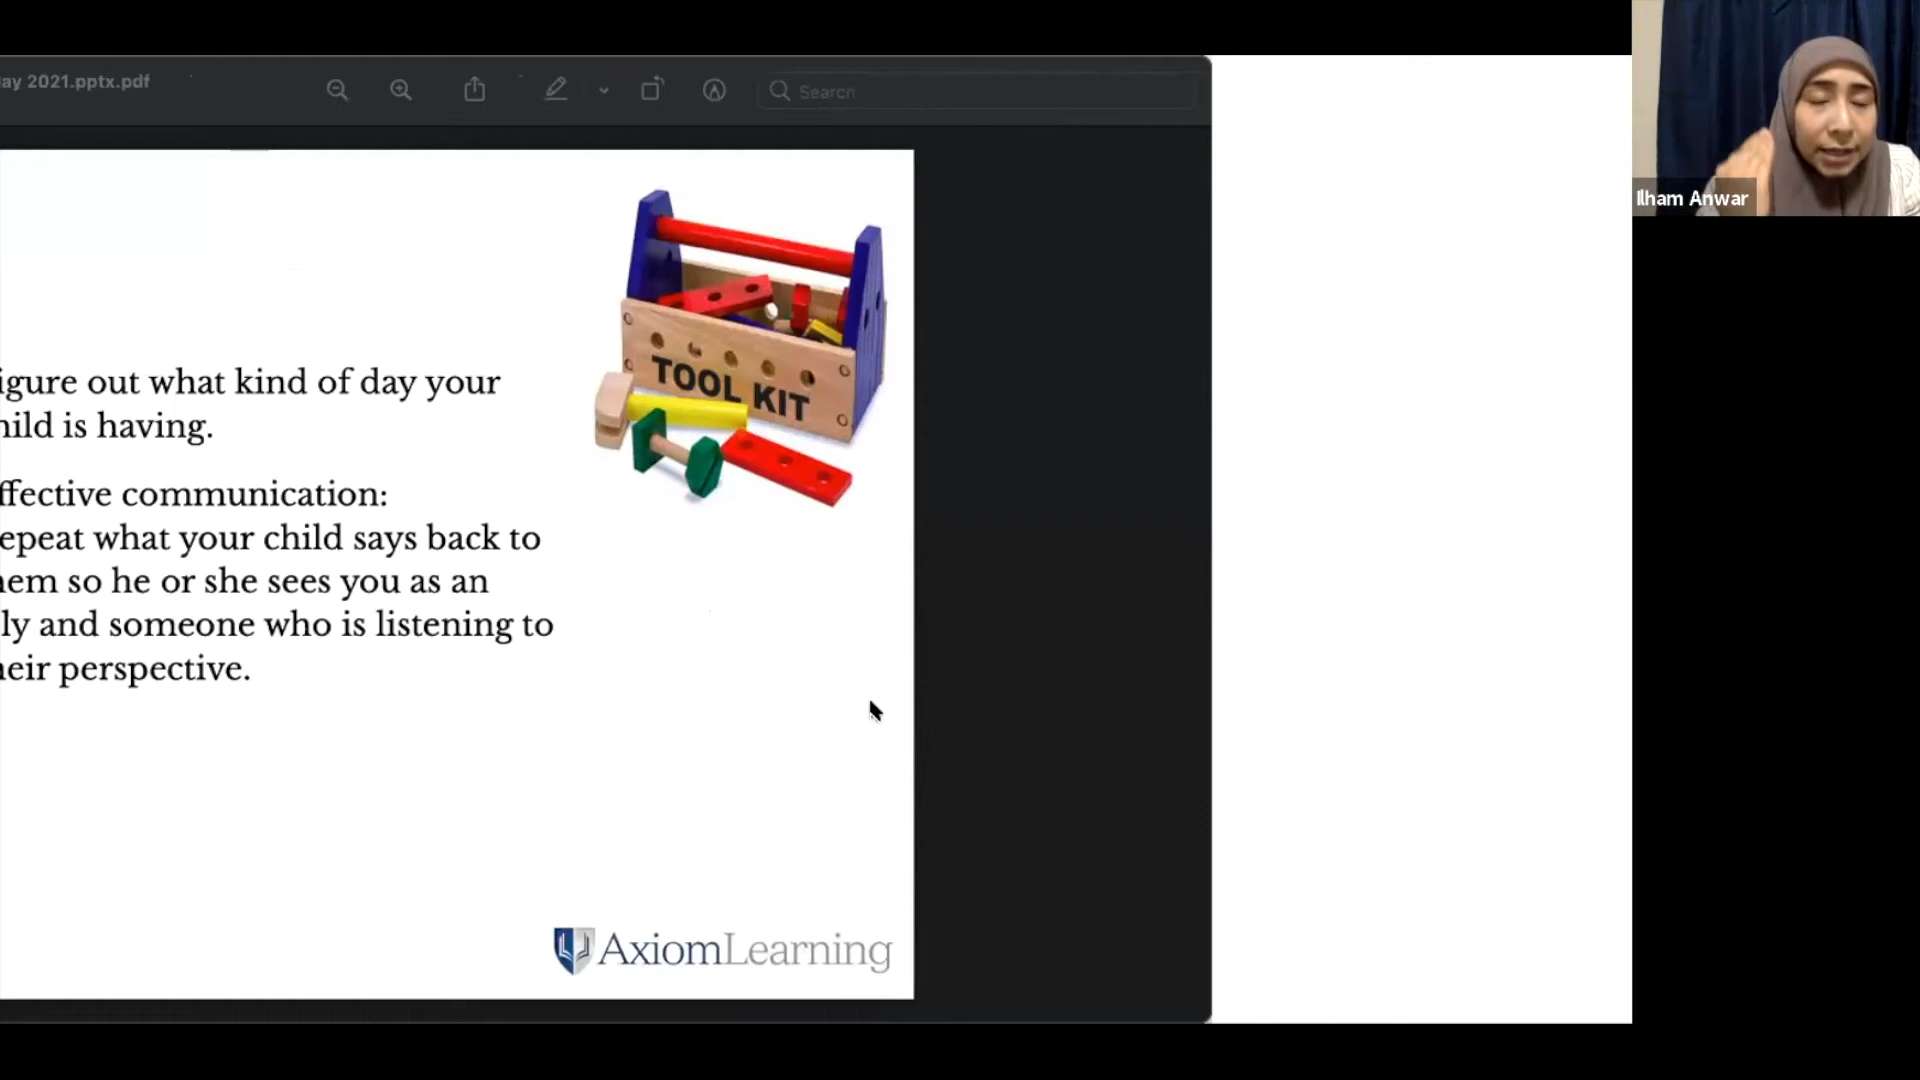 ay 2021.pptx.pdf
Search
Ilham Anwar
TOOL KIT
igure out what kind of day your
hild is having.
ffective communication:
epeat what your child says back to
hem so he or she sees you as an
lly and someone who is listening to
heir perspective.
AxiomLearning